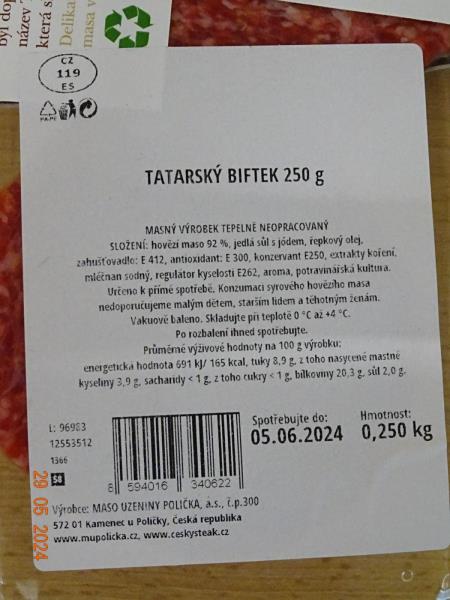 byl dop
název
která s
Delika
masa v
CZ
119
ES
TATARSKÝ BIFTEK 250 g
MASNÝ VÝROBEK TEPELNĚ NEOPRACOVANÝ
SLOŽENÍ: hovězí maso 92 %, jedlá sůl s jódem, řepkový olej,
zahušťovadlo: E 412, antioxidant: E 300, konzervant E250, extrakty koření,
mléčnan sodný, regulátor kyselosti E262, aroma, potravinářská kultura.
Určeno k přímé spotřebě. Konzumaci syrového hovězího masa
nedoporučujeme malým dětem, starším lidem a těhotným ženám.
Vakuově baleno. Skladujte při teplotě 0 °C až +4 °C.
Po rozbalení ihned spotřebujte.
Průměrné výživové hodnoty na 100 g výrobku:
energetická hodnota 691 kJ/ 165 kcal, tuky 8,9 g, z toho nasycené mastné
kyseliny 3,9 g, sacharidy < 1 g, z toho cukry < 1 g, bílkoviny 20,3 g, sůl 2,0 g.
L: 96983
12553512
1366
58
8 594016 340622
Spotřebujte do:
05.06.2024
Hmotnost:
0,250 kg
Výrobce: MASO UZENINY POLIČKA, a.s., č.p.300
572 01 Kamenec u Poličky, Česká republika
www.mupolicka.cz, www.ceskysteak.cz
29 05 2024